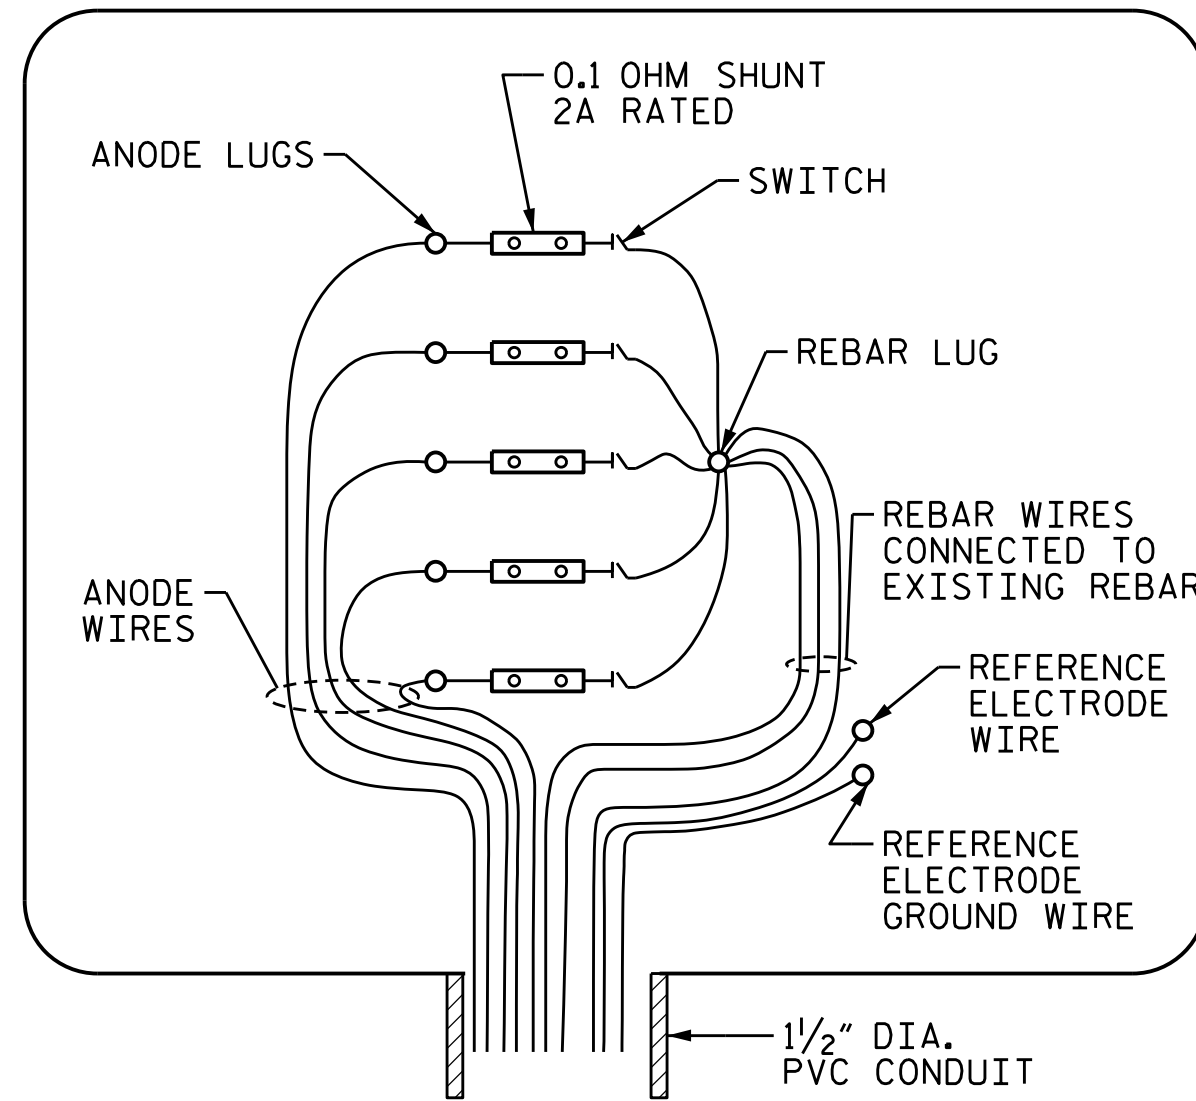 0.1 OHM SHUNT
2A RATED
ANODE LUGS
SWITCH
REBAR LUG
REBAR WIRES
CONNECTED TO
EXISTING REBAR
ANODE
WIRES
REFERENCE
ELECTRODE
WIRE
REFERENCE
ELECTRODE
GROUND WIRE
1½" DIA.
PVC CONDUIT